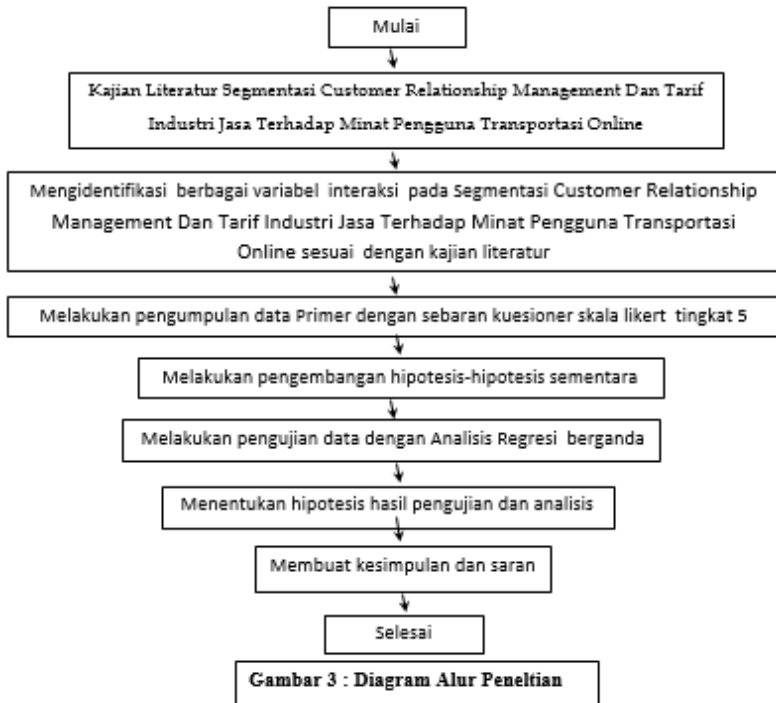 Mulai
Kajian Literatur Segmentasi Customer Relationship Management Dan Tarif
Industri Jasa Terhadap Minat Pengguna Transportasi Online
Mengidentifikasi berbagai variabel interaksi pada Segmentasi Customer Relationship
Management Dan Tarif Industri Jasa Terhadap Minat Pengguna Transportasi
Online sesuai dengan kajian literatur
Melakukan pengumpulan data Primer dengan sebaran kuesioner skala likert tingkat 5
Melakukan pengembangan hipotesis-hipotesis sementara
Melakukan pengujian data dengan Analisis Regresi berganda
Menentukan hipotesis hasil pengujian dan analisis
Membuat kesimpulan dan saran
Selesai
Gambar 3 : Diagram Alur Peneltian